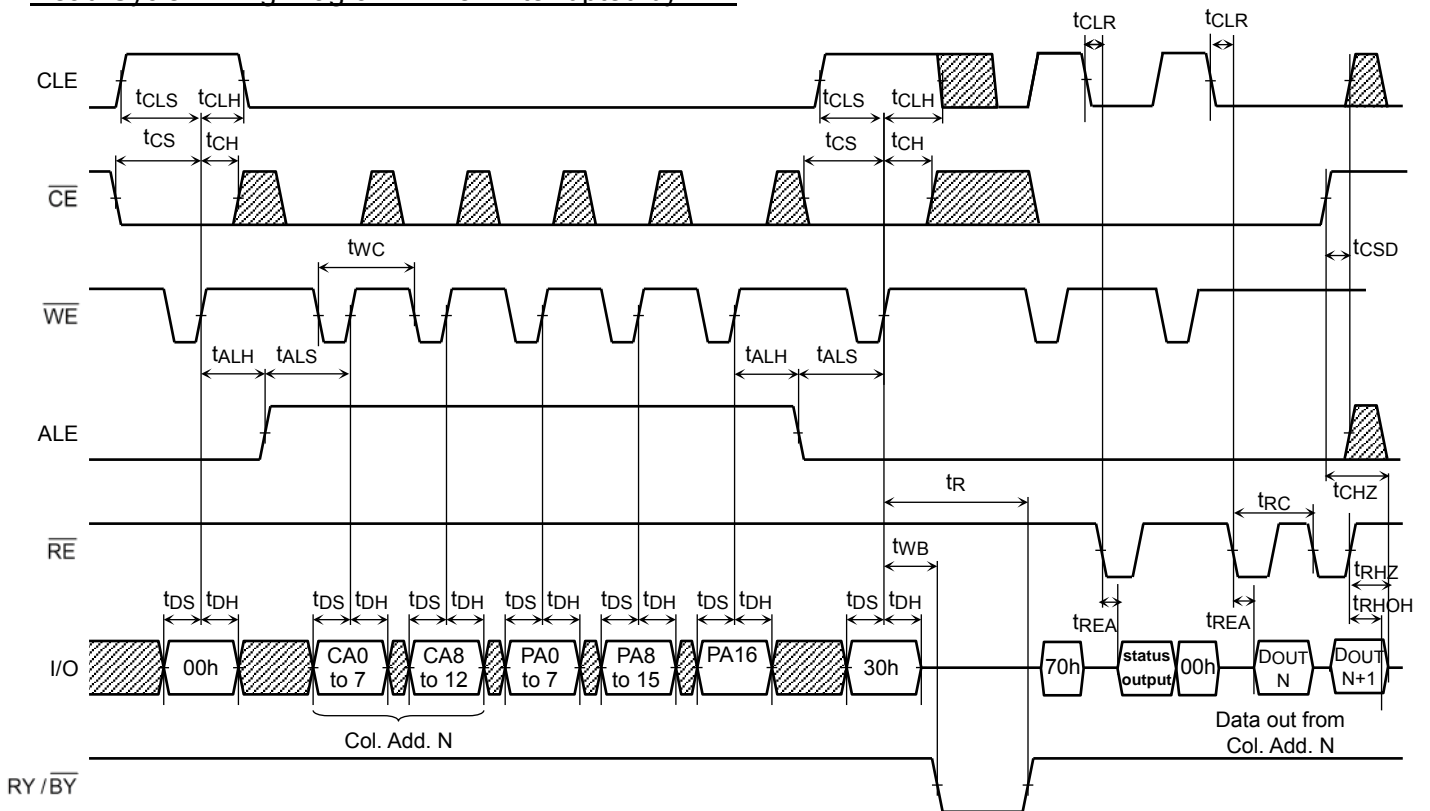 tCLR tCLR
CLE
tCLS tCLH tCLS tCLH
tCS tCH tCS tCH
CE
tWC tCSD
WE
tALH tALS tALH tALS
ALE
tR tCHZ
tRC
RE
tWB
tRHZ
tDS tDH tDS tDH tDS tDH tDS tDH tDS tDH tDS tDH tDS tDH tRHOH
tREA tREA
I/O
00h
CA0
to 7
CA8
to 12
PA0
to 7
PA8
to 15
PA16
30h
70h
status
output
00h
DOUT
N
DOUT
N+1
Col. Add. N
Data out from
Col. Add. N
RY / BY